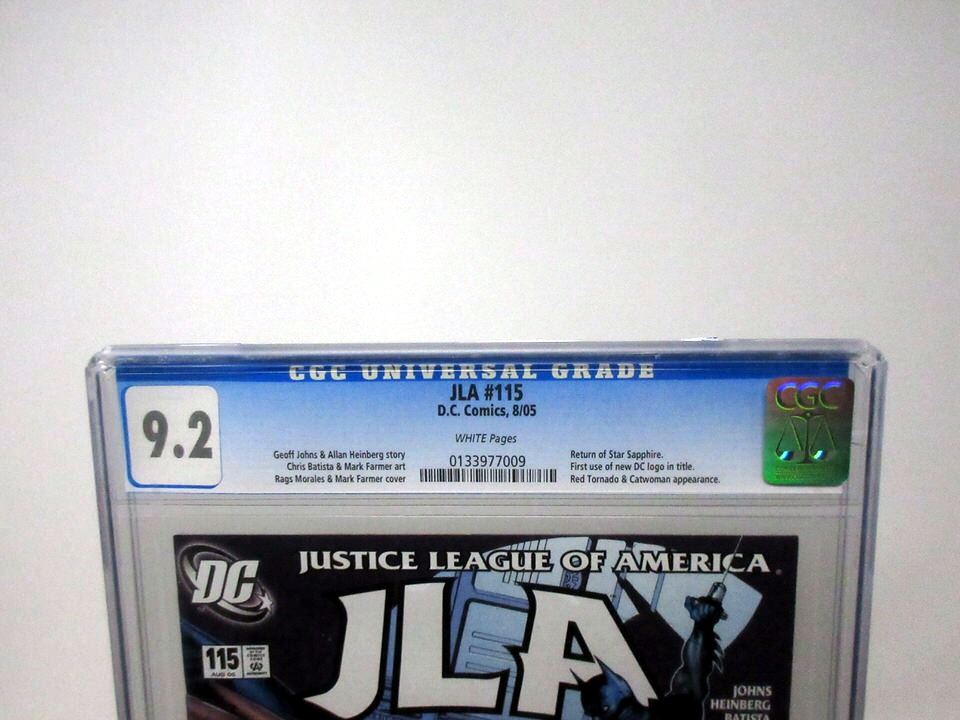 CGC UNIVERSAL GRADE
9.2
JLA #115
D.C. Comics, 8/05
WHITE Pages
Geoff Johns & Allan Heinberg story
Chris Batista & Mark Farmer art
Rags Morales & Mark Farmer cover
0133977009
Return of Star Sapphire.
First use of new DC logo in title.
Red Tornado & Catwoman appearance.
CGC
DC
JUSTICE LEAGUE OF AMERICA
JLA
115
AUG 05
JOHNS
HEINBERG
BATISTA